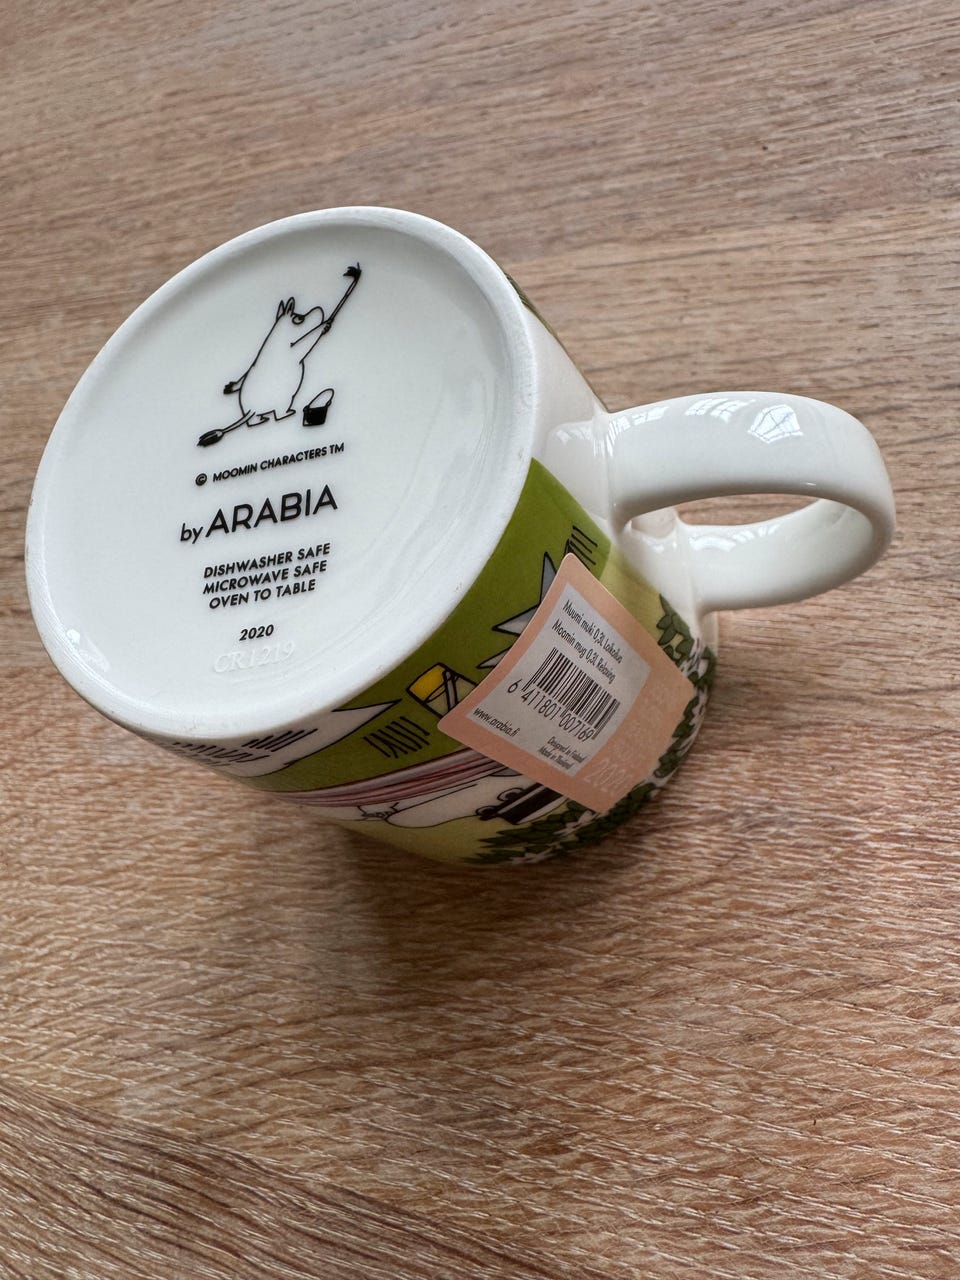 © MOOMIN CHARACTERS TM
by ARABIA
DISHWASHER SAFE
MICROWAVE SAFE
OVEN TO TABLE
2020
CR1219
Muumi muki 0,3L Loikoilua
Moomin mug 0,3L Relaxing
6 411801 007169
www.arabia.fi
Designed in Finland
Made in Thailand
2020